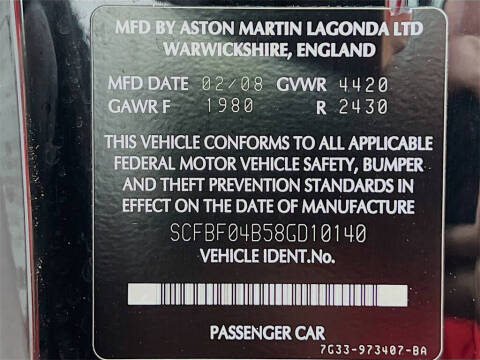 MFD BY ASTON MARTIN LAGONDA LTD
WARWICKSHIRE, ENGLAND
MFD DATE 02/08 GVWR 4420
GAWR F 1980 R 2430
THIS VEHICLE CONFORMS TO ALL APPLICABLE
FEDERAL MOTOR VEHICLE SAFETY, BUMPER
AND THEFT PREVENTION STANDARDS IN
EFFECT ON THE DATE OF MANUFACTURE
SCFBF04B58GD10140
VEHICLE IDENT.No.
PASSENGER CAR
7G33-973407-BA